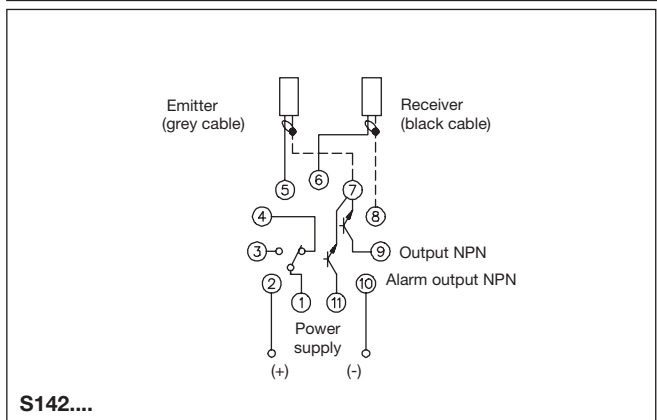 Emitter
(grey cable)
Receiver
(black cable)
5
6
7
8
4
3
9 Output NPN
2
10 Alarm output NPN
1
11
Power
supply
(+)
(-)
S142....